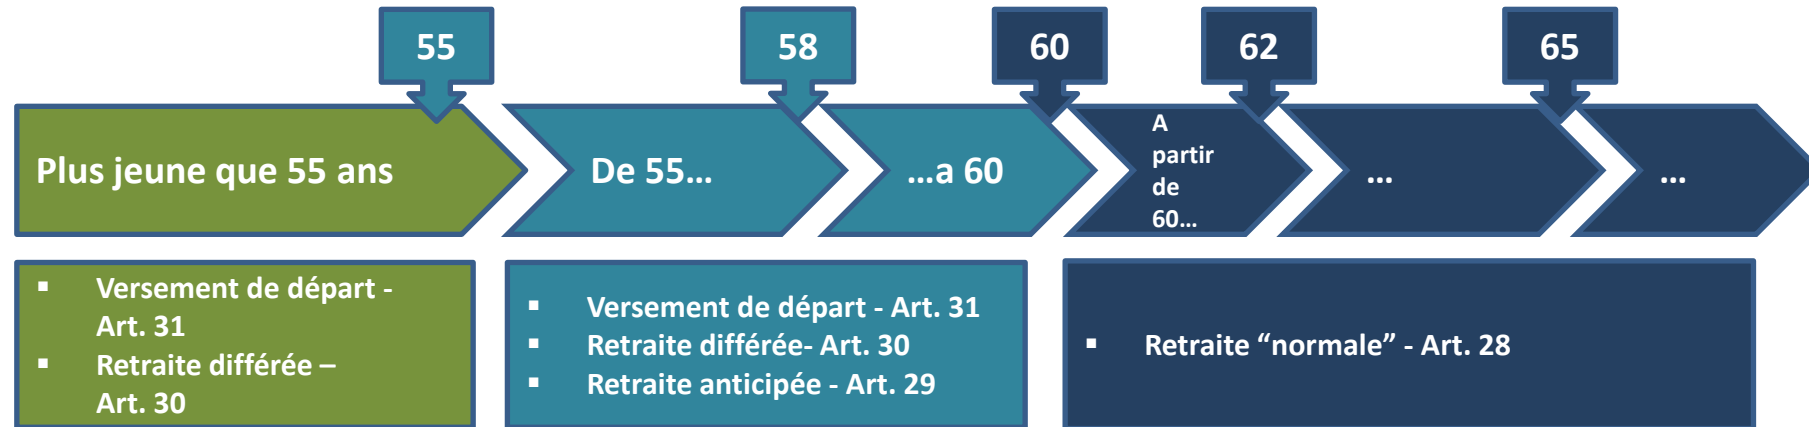 55
58
60
62
65
Plus jeune que 55 ans
De 55...
...a 60
A
partir
de
60...
...
...
▪ Versement de départ -
Art. 31
▪ Retraite différée –
Art. 30
▪ Versement de départ - Art. 31
▪ Retraite différée- Art. 30
▪ Retraite anticipée - Art. 29
▪ Retraite “normale” - Art. 28